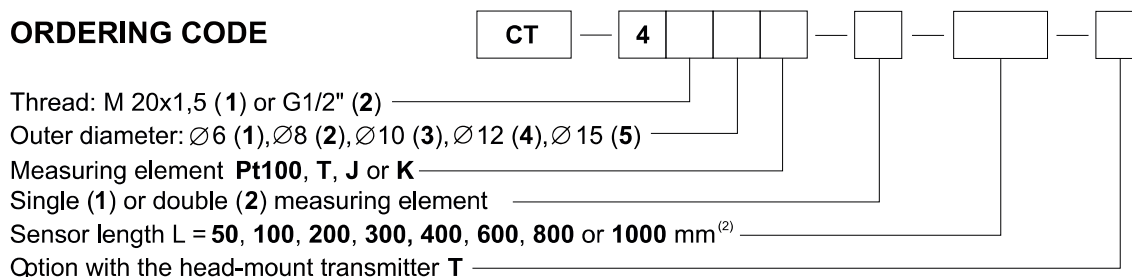 ORDERING CODE CT — 4 — — —
Thread: M 20x1,5 (1) or G1/2" (2)
Outer diameter: ∅6 (1), ∅8 (2), ∅10 (3), ∅12 (4), ∅15 (5)
Measuring element Pt100, T, J or K
Single (1) or double (2) measuring element
Sensor length L = 50, 100, 200, 300, 400, 600, 800 or 1000 mm(2)
Option with the head-mount transmitter T